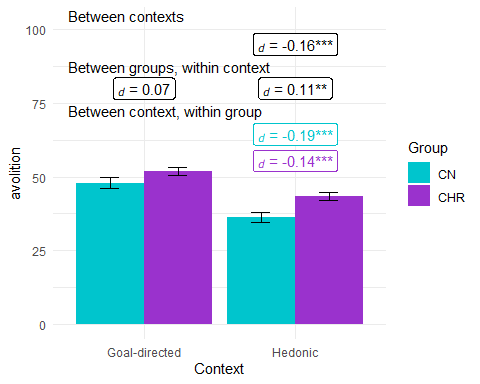 Between contexts
d = -0.16***
Between groups, within context
d = 0.07
d = 0.11**
Between context, within group
d = -0.19***
d = -0.14***
100
75
50
25
0
avolition
Goal-directed
Hedonic
Context
Group
CN
CHR